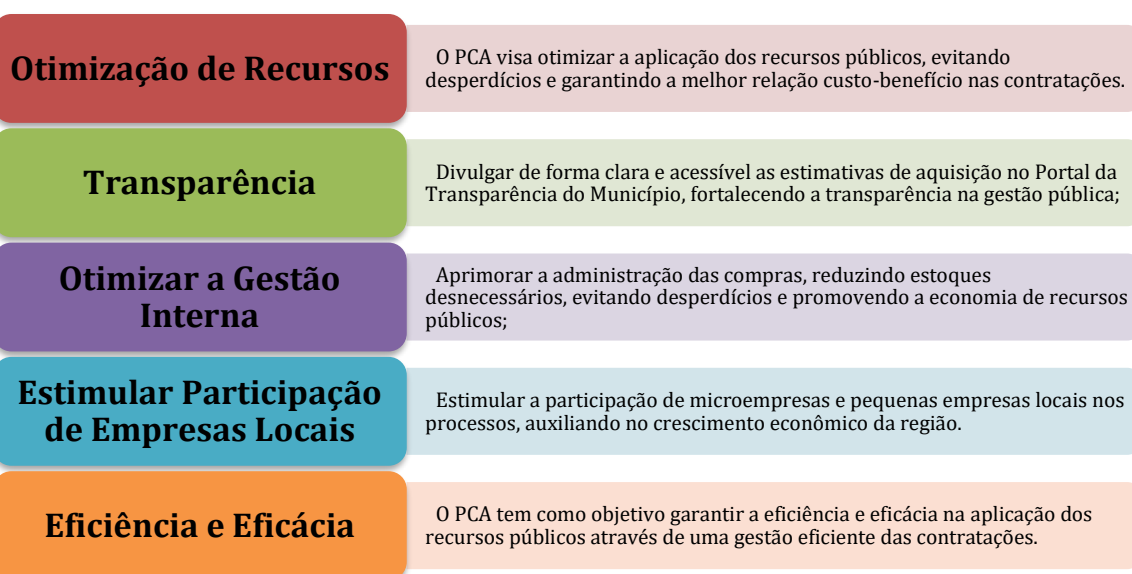 Otimização de Recursos
O PCA visa otimizar a aplicação dos recursos públicos, evitando
desperdícios e garantindo a melhor relação custo-benefício nas contratações.
Transparência
Divulgar de forma clara e acessível as estimativas de aquisição no Portal da
Transparência do Município, fortalecendo a transparência na gestão pública;
Otimizar a Gestão
Interna
Aprimorar a administração das compras, reduzindo estoques
desnecessários, evitando desperdícios e promovendo a economia de recursos
públicos;
Estimular Participação
de Empresas Locais
Estimular a participação de microempresas e pequenas empresas locais nos
processos, auxiliando no crescimento econômico da região.
Eficiência e Eficácia
O PCA tem como objetivo garantir a eficiência e eficácia na aplicação dos
recursos públicos através de uma gestão eficiente das contratações.